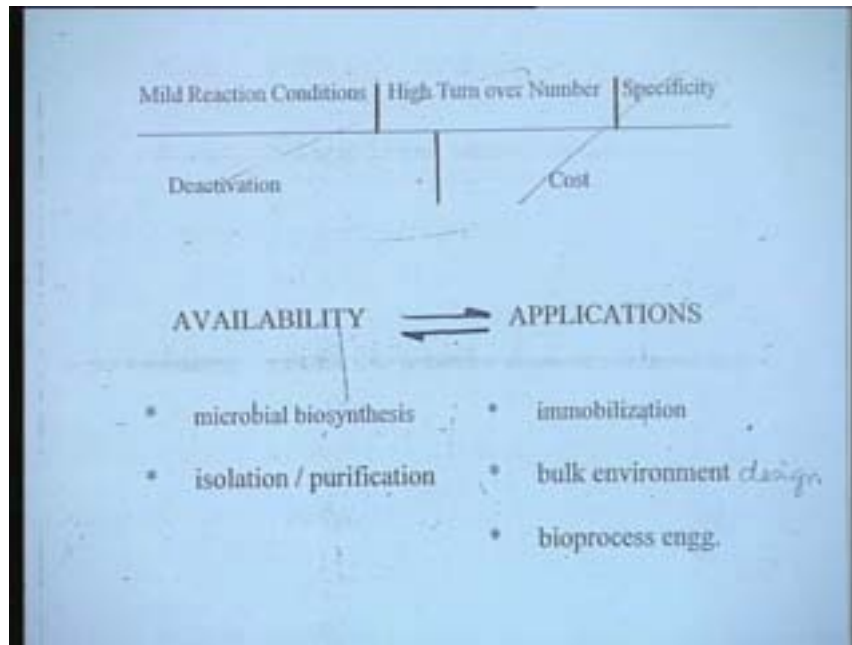 Mild Reaction Conditions High Turn over Number Specificity
Deactivation Cost
AVAILABILITY APPLICATIONS
• microbial biosynthesis • immobilization
• isolation / purification • bulk environment design
• bioprocess engg.